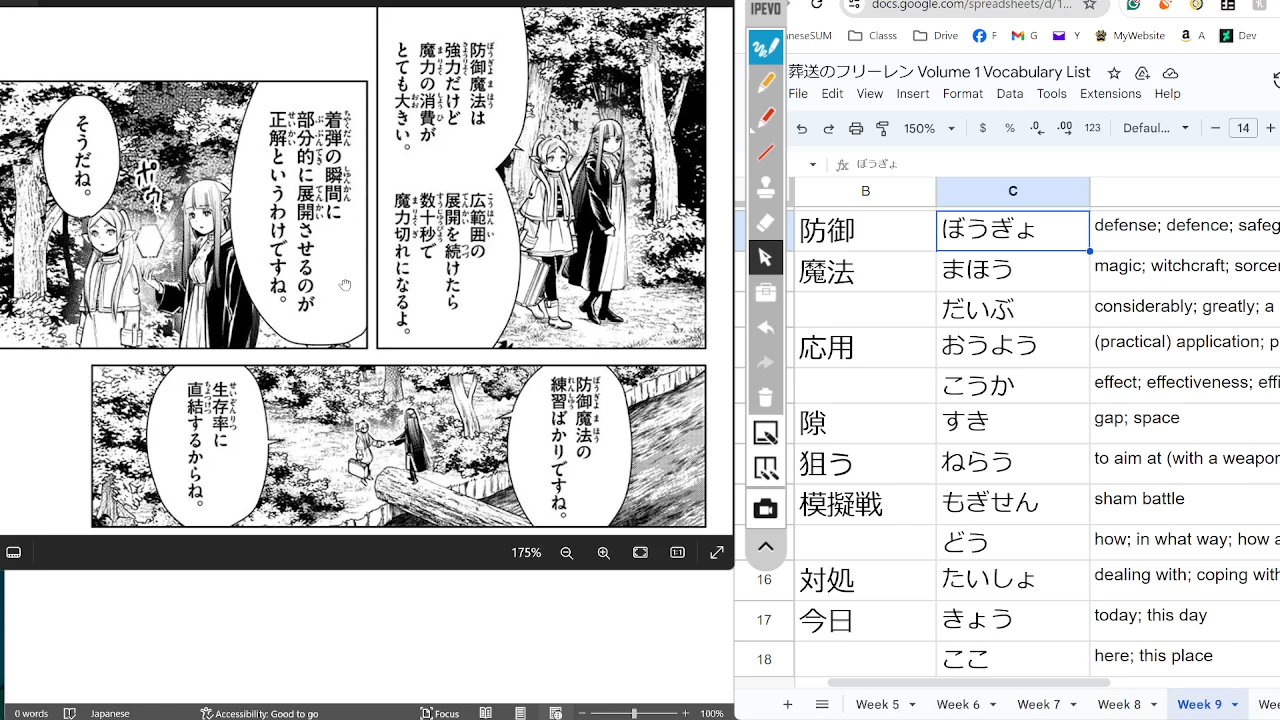 防御魔法は
強力だけど
魔力の消費が
とても大きい。
広範囲の
展開を続けたら
数十秒で
魔力切れになるよ。
着弾の瞬間に
部分的に展開させるのが
正解というわけですね。
そうだね。
防御魔法の
練習ばかりですね。
生存率に
直結するからね。
175%
1:1
0 words
Japanese
Accessibility: Good to go
Focus
100%
IPEVO
docs.google.com/spreadsheets/d/1...
aneseSUM
Class
Drive
F
G
Y
MyWebsite
A
Dev
葬送のフリーレン Volume 1 Vocabulary List
File Edit View Insert Format Data Tools Extensions Help
150% $ % .0 .00 123 Defaul... − 14 +
fx ぼうぎょ
B C
防御 ぼうぎょ defense; defence; safeg
魔法 まほう magic; witchcraft; sorcer
だいぶ considerably; greatly; a
応用 おうよう (practical) application; p
こうか effect; effectiveness; effi
隙 すき gap; space
狙う ねらう to aim at (with a weapon
模擬戦 もぎせん sham battle
どう how; in what way; how a
16 対処 たいしょ dealing with; coping with
17 今日 きょう today; this day
18 ここ here; this place
Week 5 Week 6 Week 7 Week 8 Week 9 We